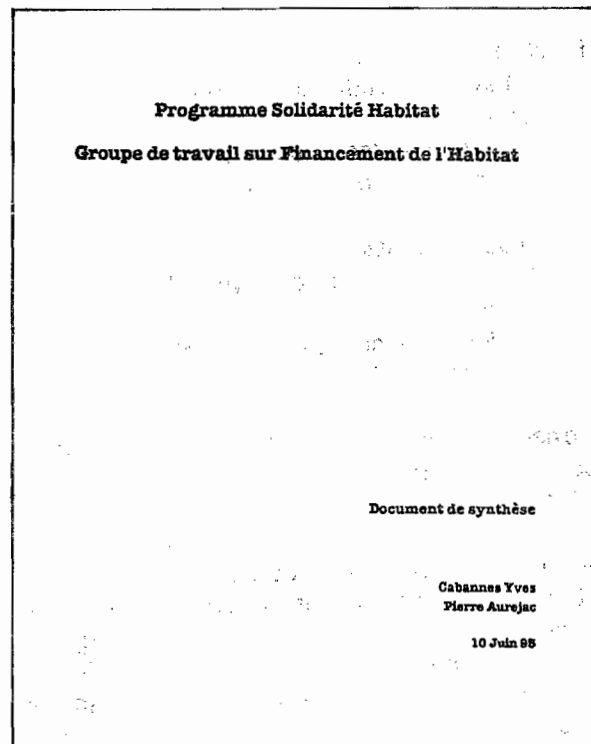 Programme Solidarité Habitat
Groupe de travail sur Financement de l'Habitat
Document de synthèse
Cabannes Yves
Pierre Aurejac
10 Juin 95